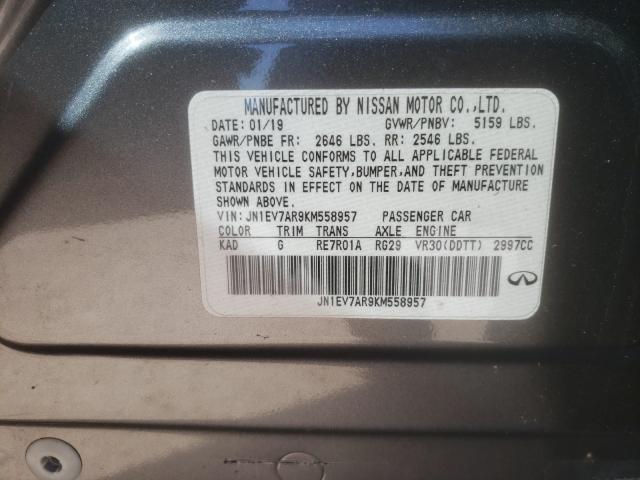 MANUFACTURED BY NISSAN MOTOR CO.,LTD.
DATE: 01/19 GVWR/PNBV: 5159 LBS.
GAWR/PNBE FR: 2646 LBS. RR: 2546 LBS.
THIS VEHICLE CONFORMS TO ALL APPLICABLE FEDERAL
MOTOR VEHICLE SAFETY,BUMPER,AND THEFT PREVENTION
STANDARDS IN EFFECT ON THE DATE OF MANUFACTURE
SHOWN ABOVE.
VIN: JN1EV7AR9KM558957 PASSENGER CAR
COLOR TRIM TRANS AXLE ENGINE
KAD G RE7R01A RG29 VR30(DDTT) 2997CC
JN1EV7AR9KM558957